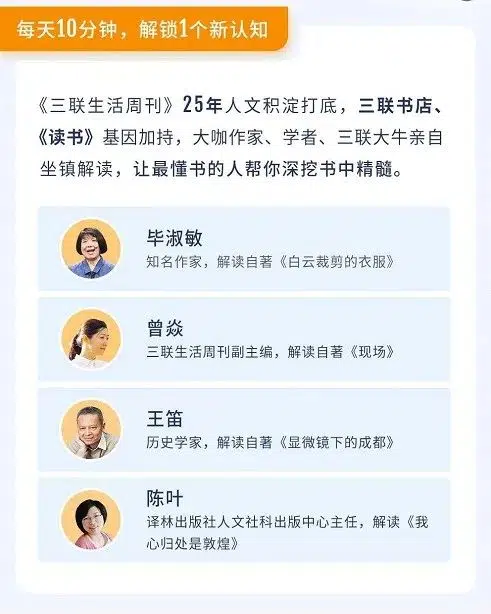 每天10分钟，解锁1个新认知
《三联生活周刊》25年人文积淀打底，三联书店、
《读书》基因加持，大咖作家、学者、三联大牛亲自
坐镇解读，让最懂书的人帮你深挖书中精髓。
毕淑敏
知名作家，解读自著《白云裁剪的衣服》
曾焱
三联生活周刊副主编，解读自著《现场》
王笛
历史学家，解读自著《显微镜下的成都》
陈叶
译林出版社人文社科出版中心主任，解读《我
心归处是敦煌》